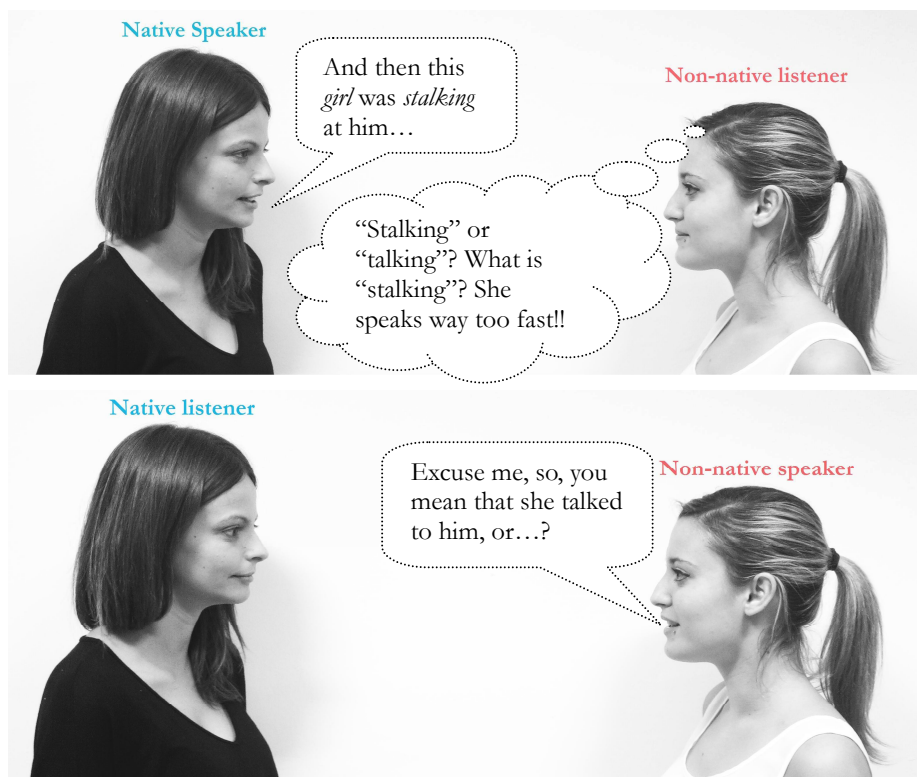 Native Speaker
And then this
girl was stalking
at him…
Non-native listener
“Stalking” or
“talking”? What is
“stalking”? She
speaks way too fast!!
Native listener
Excuse me, so, you
mean that she talked
to him, or…?
Non-native speaker